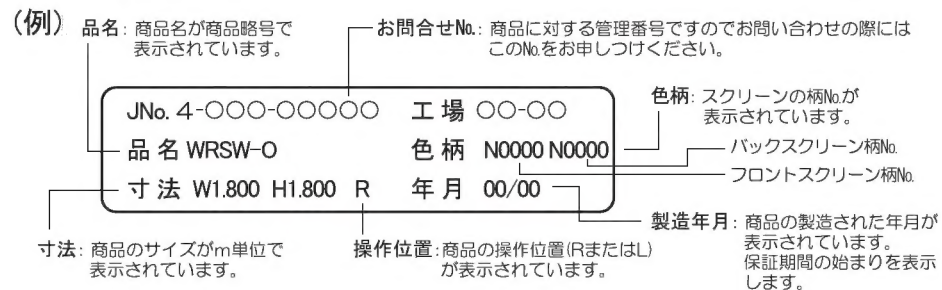 (例)
品名: 商品名が商品略号で
表示されています。
お問合せNo.: 商品に対する管理番号ですのでお問い合わせの際には
このNo.をお申しつけください。
JNo. 4-○○○-○○○○○ 工場 ○○-○○
品名 WRSW-O 色柄 N0000 N0000
寸法 W1.800 H1.800 R 年月 00/00
色柄: スクリーンの柄No.が
表示されています。
バックスクリーン柄No.
フロントスクリーン柄No.
製造年月: 商品の製造された年月が
表示されています。
保証期間の始まりを表示
します。
寸法: 商品のサイズがm単位で
表示されています。
操作位置: 商品の操作位置(RまたはL)
が表示されています。